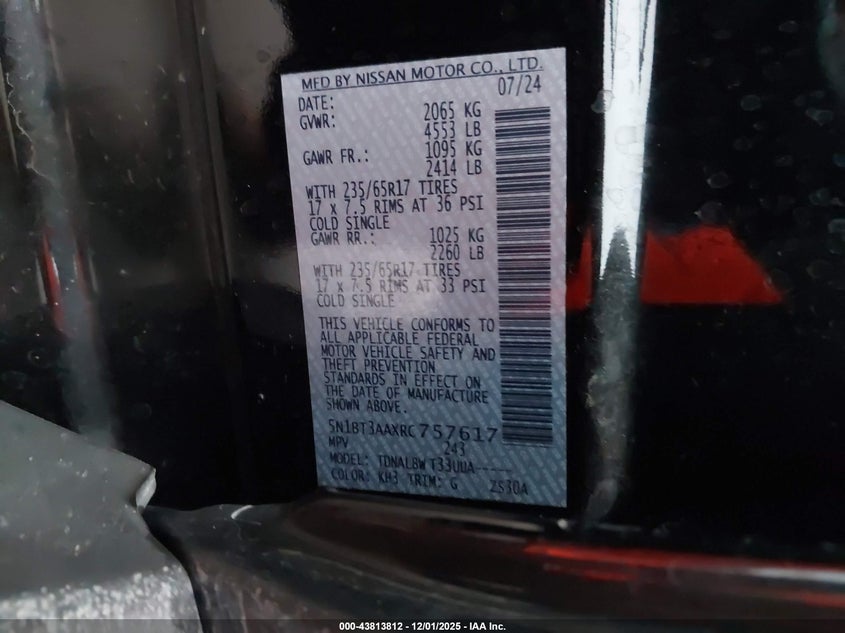 MFD BY NISSAN MOTOR CO., LTD.
DATE: 07/24
GVWR: 2065 KG
4553 LB
GAWR FR.: 1095 KG
2414 LB
WITH 235/65R17 TIRES
17 x 7.5 RIMS AT 36 PSI
COLD SINGLE
GAWR RR.: 1025 KG
2260 LB
WITH 235/65R17 TIRES
17 x 7.5 RIMS AT 33 PSI
COLD SINGLE
THIS VEHICLE CONFORMS TO
ALL APPLICABLE FEDERAL
MOTOR VEHICLE SAFETY AND
THEFT PREVENTION
STANDARDS IN EFFECT ON
THE DATE OF MANUFACTURE
SHOWN ABOVE.
5N1BT3AAXRC757617
MPV 243
MODEL: TDNALBW T33UUA-----
COLOR: KH3 TRIM: G 2S30A
000-43813812 - 12/01/2025 - IAA Inc.